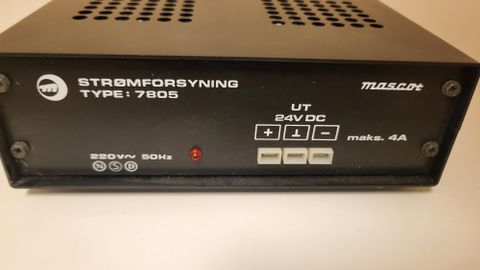 STRØMFORSYNING
TYPE: 7805
mascot
UT
24V DC
+ ⊥ −
maks. 4A
220V~ 50Hz
N S D